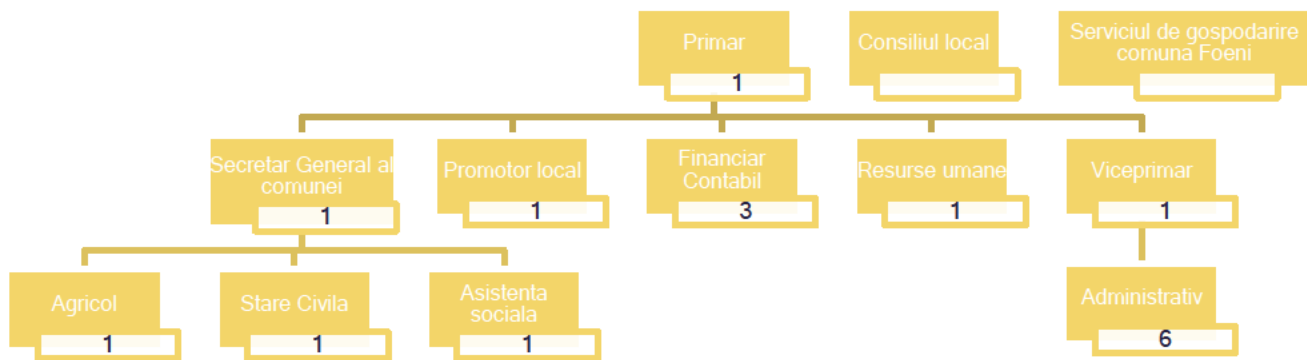 Primar
1
Consiliul local
Serviciul de gospodarire
comuna Foeni
Secretar General al
comunei
1
Promotor local
1
Financiar
Contabil
3
Resurse umane
1
Viceprimar
1
Agricol
1
Stare Civila
1
Asistenta
sociala
1
Administrativ
6